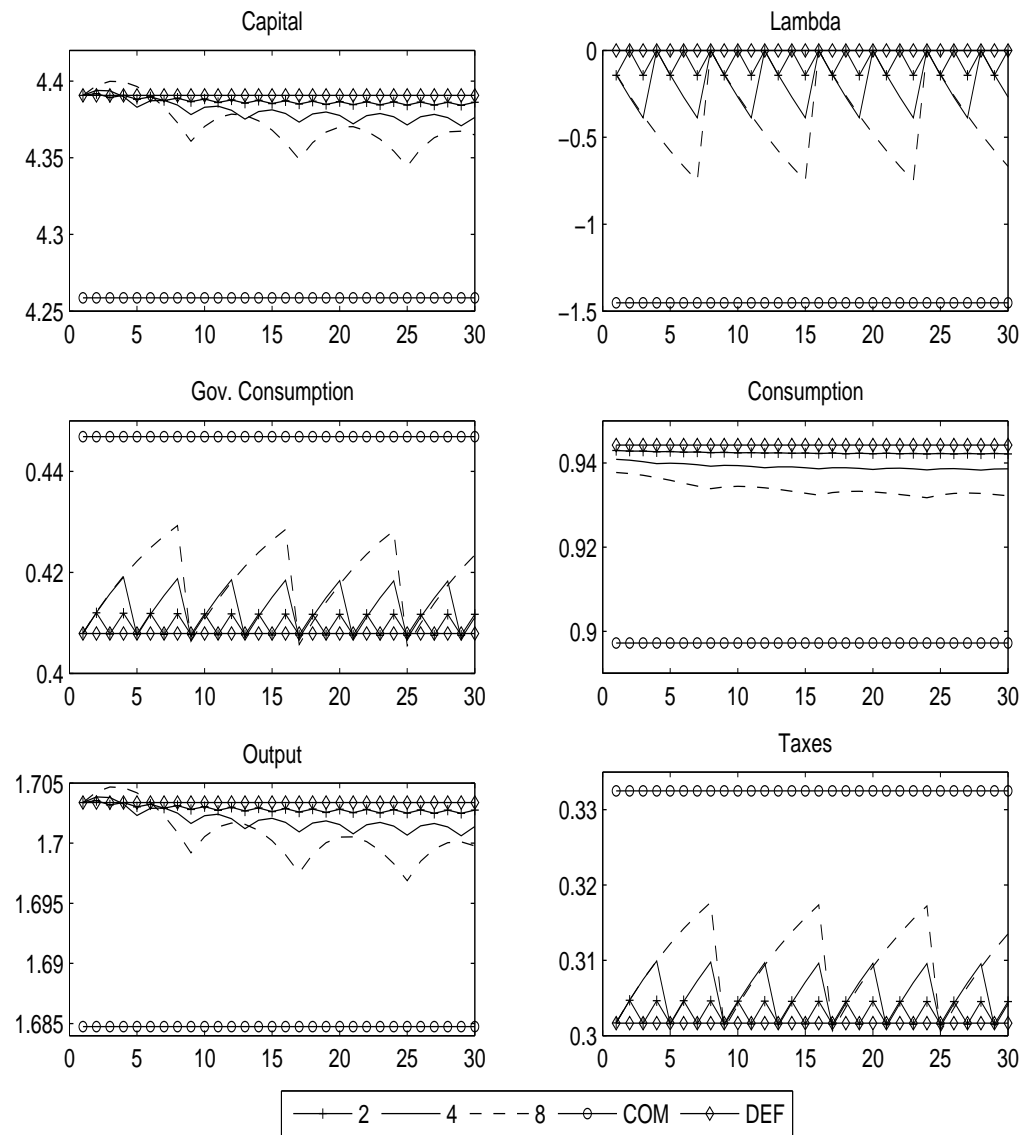 Capital
4.4
4.35
4.3
4.25
0 5 10 15 20 25 30
Lambda
0
−0.5
−1
−1.5
0 5 10 15 20 25 30
Gov. Consumption
0.44
0.42
0.4
0 5 10 15 20 25 30
Consumption
0.94
0.92
0.9
0 5 10 15 20 25 30
Output
1.705
1.7
1.695
1.69
1.685
0 5 10 15 20 25 30
Taxes
0.33
0.32
0.31
0.3
0 5 10 15 20 25 30
2 4 8 COM DEF